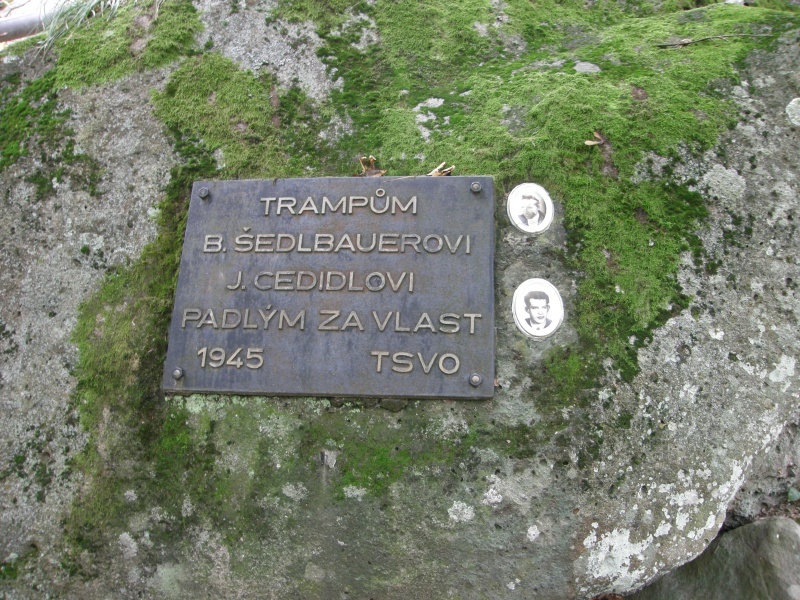 TRAMPŮM
B. ŠEDLBAUEROVI
J. CEDIDLOVI
PADLÝM ZA VLAST
1945 TSVO